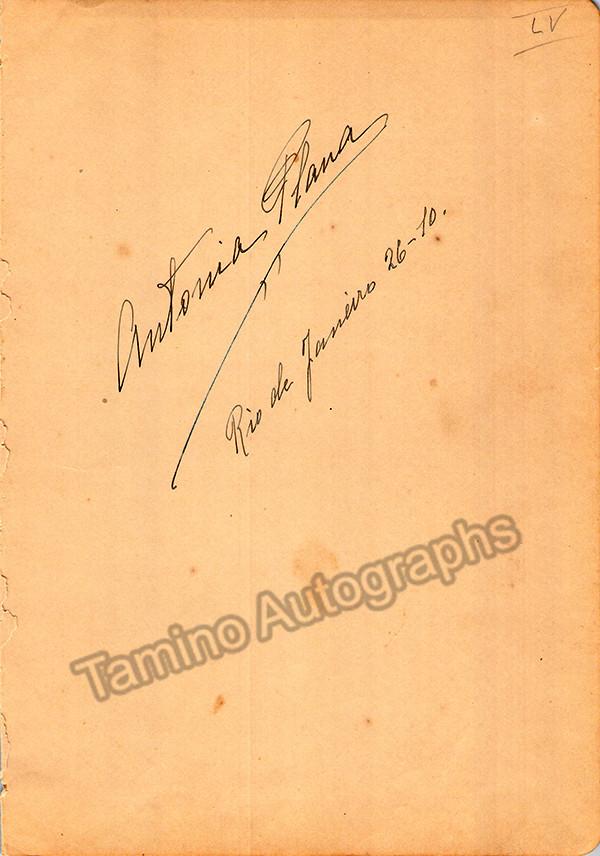 LV
Antonia Plana
Rio de Janeiro 26-10.
Tamino Autographs